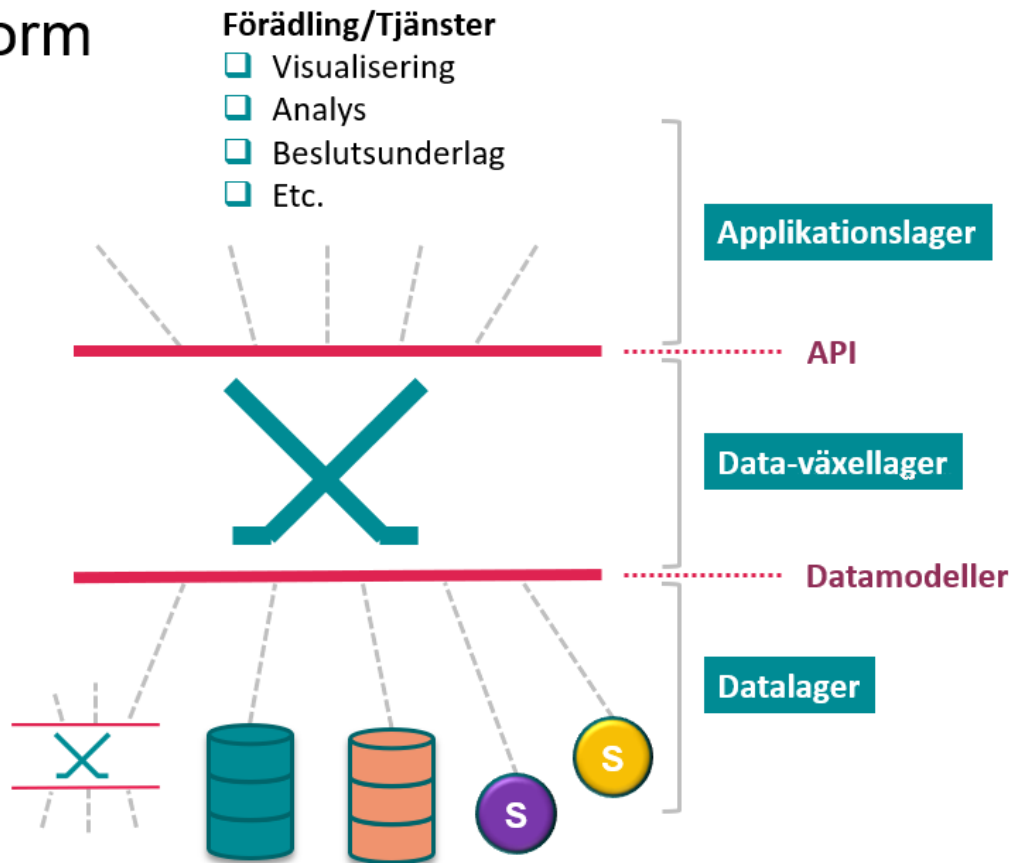 orm
Förädling/Tjänster
Visualisering
Analys
Beslutsunderlag
Etc.
Applikationslager
API
Data-växellager
Datamodeller
Datalager
S
S